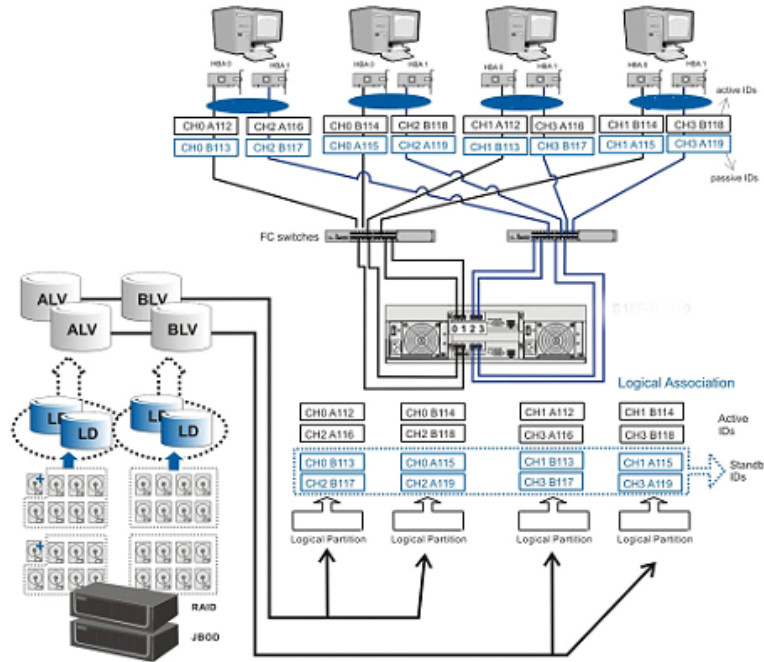 HBA 0 HBA 1 HBA 0 HBA 1 HBA 0 HBA 1 HBA 0 HBA 1
active IDs
CH0 A112 CH2 A116 CH0 B114 CH2 B118 CH1 A112 CH3 A116 CH1 B114 CH3 B118
CH0 B113 CH2 B117 CH0 A115 CH2 A119 CH1 B113 CH3 B117 CH1 A115 CH3 A119
passive IDs
FC switches
ALV BLV
ALV BLV
0 1 2 3
Logical Association
LD
LD
CH0 A112 CH0 B114 CH1 A112 CH1 B114
CH2 A116 CH2 B118 CH3 A116 CH3 B118
Active
IDs
CH0 B113 CH0 A115 CH1 B113 CH1 A115
CH2 B117 CH2 A119 CH3 B117 CH3 A119
Standb
IDs
Logical Partition Logical Partition Logical Partition Logical Partition
RAID
JBOD